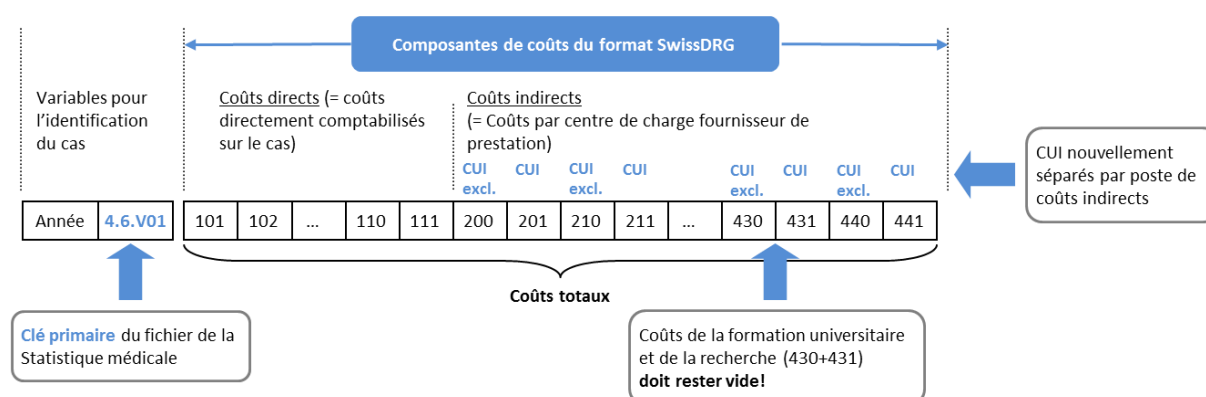 Composantes de coûts du format SwissDRG
Variables pour
l'identification
du cas
Coûts directs (= coûts
directement comptabilisés
sur le cas)
Coûts indirects
(= Coûts par centre de charge fournisseur de
prestation)
CUI nouvellement
séparés par poste de
coûts indirects
CUI excl. CUI CUI excl. CUI CUI excl. CUI CUI excl. CUI
Année 4.6.V01 101 102 ... 110 111 200 201 210 211 ... 430 431 440 441
Coûts totaux
Clé primaire du fichier de la
Statistique médicale
Coûts de la formation universitaire
et de la recherche (430+431)
doit rester vide!